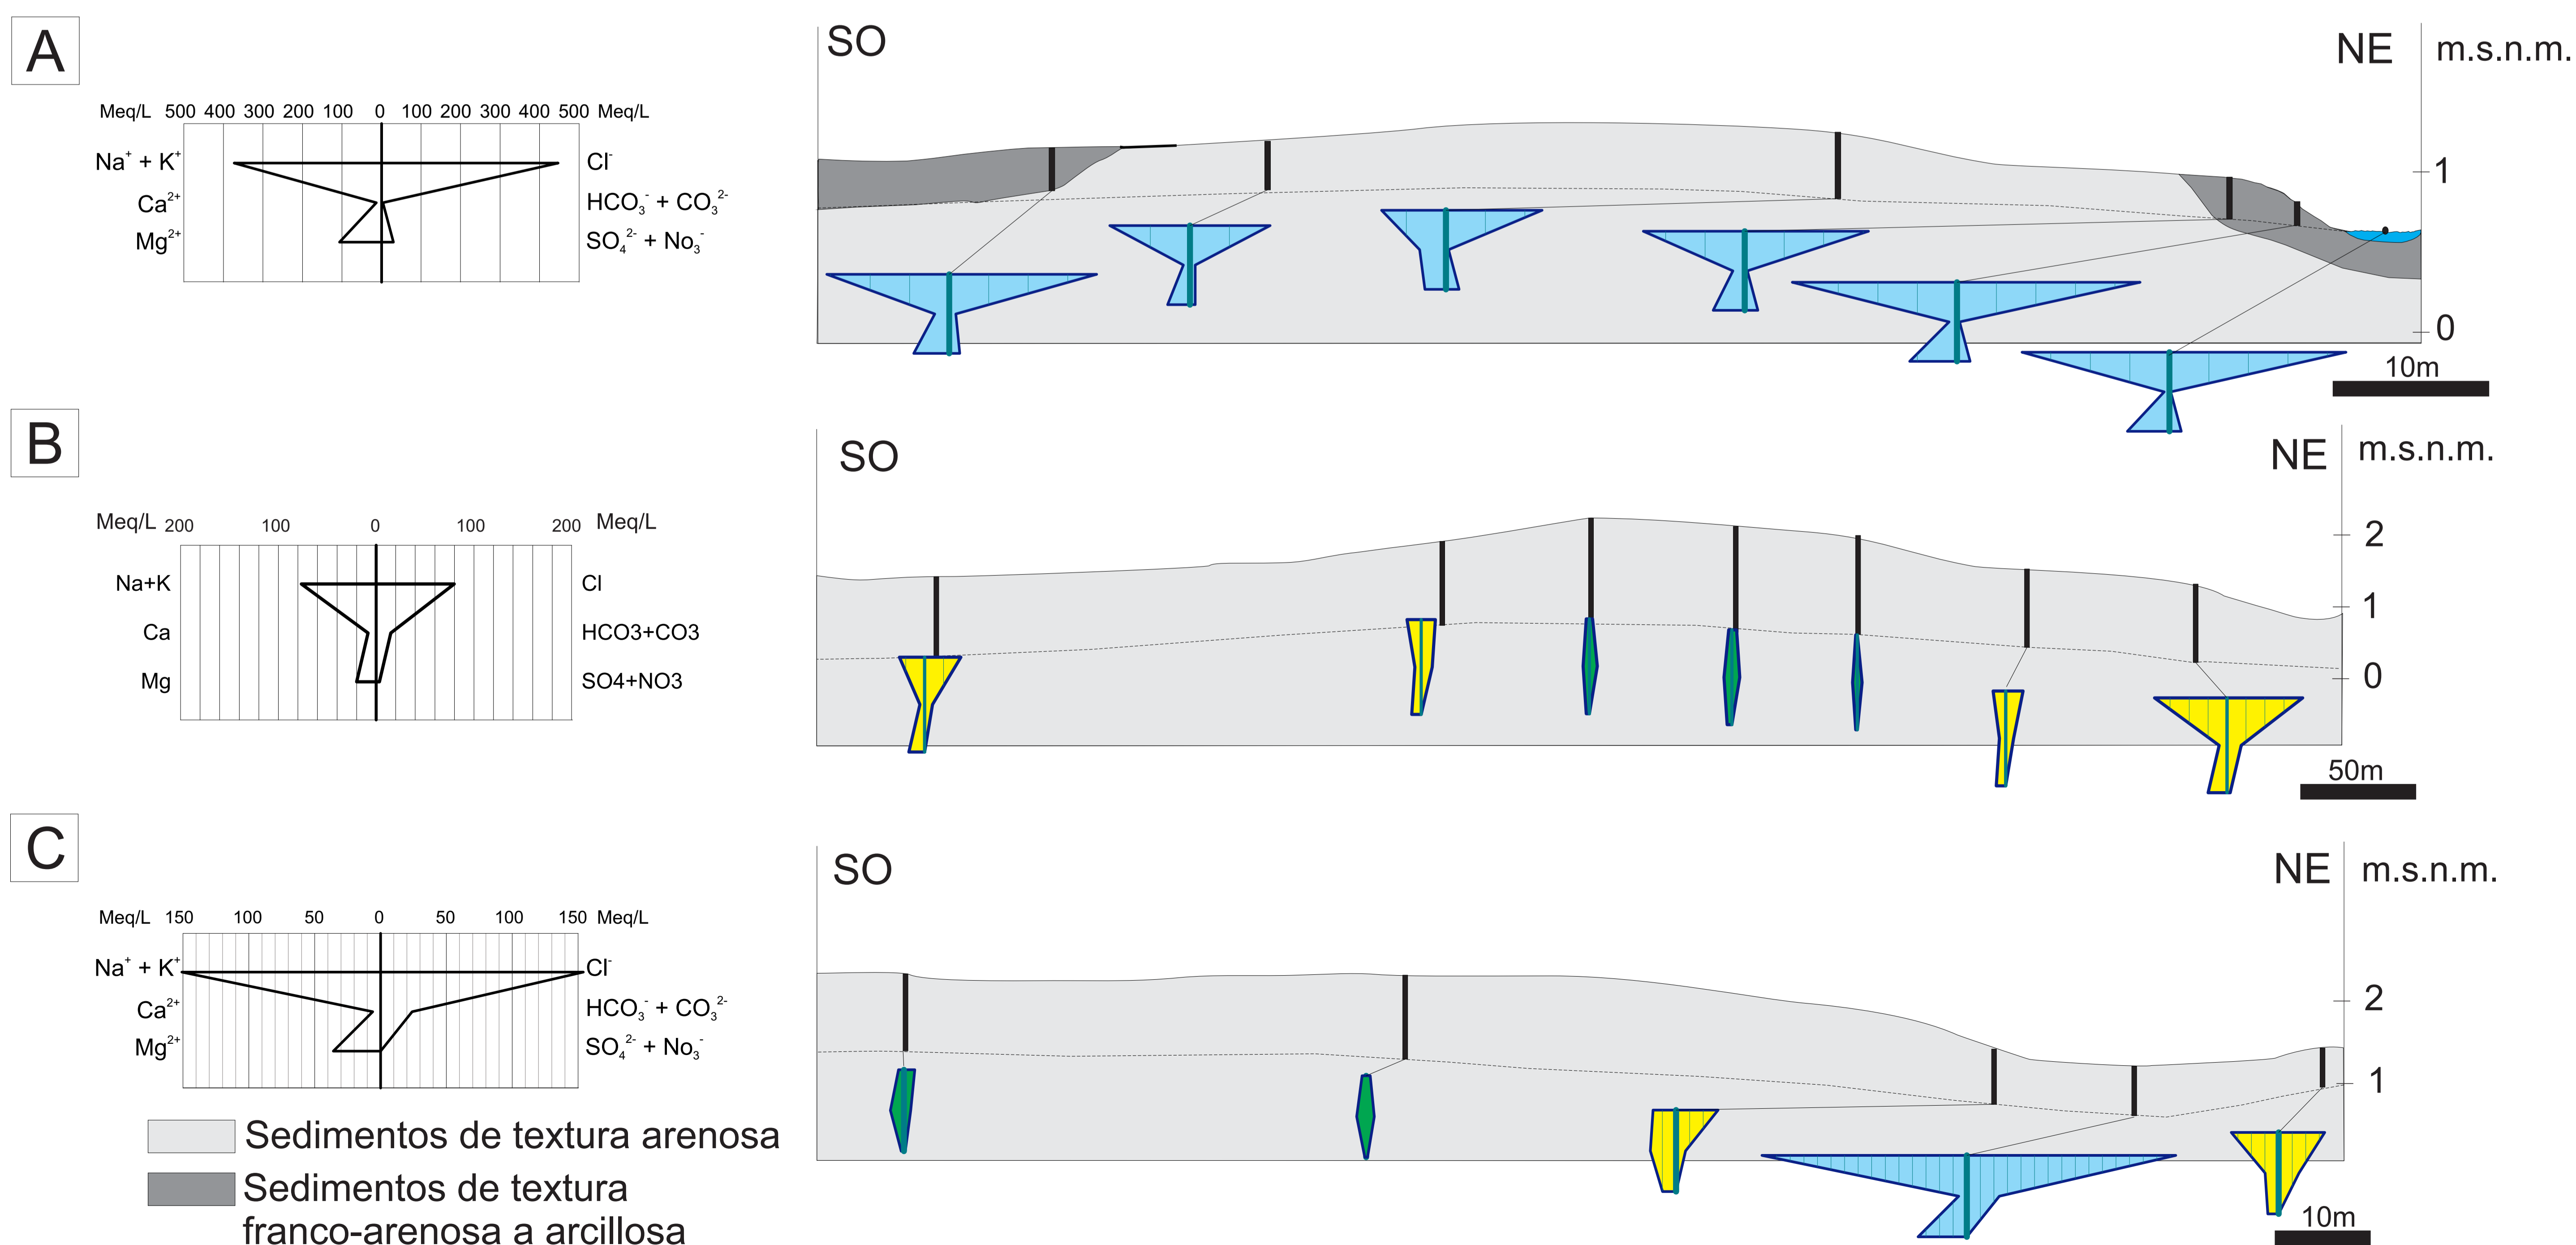 A
SO
NE
m.s.n.m.
Meq/L 500 400 300 200 100 0 100 200 300 400 500 Meq/L
Na⁺ + K⁺
Cl⁻
Ca²⁺
HCO₃⁻ + CO₃²⁻
Mg²⁺
SO₄²⁻ + No₃⁻
1
0
10m
B
SO
NE
m.s.n.m.
Meq/L 200 100 0 100 200 Meq/L
Na+K
Cl
Ca
HCO3+CO3
Mg
SO4+NO3
2
1
0
50m
C
SO
NE
m.s.n.m.
Meq/L 150 100 50 0 50 100 150 Meq/L
Na⁺ + K⁺
Cl⁻
Ca²⁺
HCO₃⁻ + CO₃²⁻
Mg²⁺
SO₄²⁻ + No₃⁻
2
1
10m
Sedimentos de textura arenosa
Sedimentos de textura
franco-arenosa a arcillosa